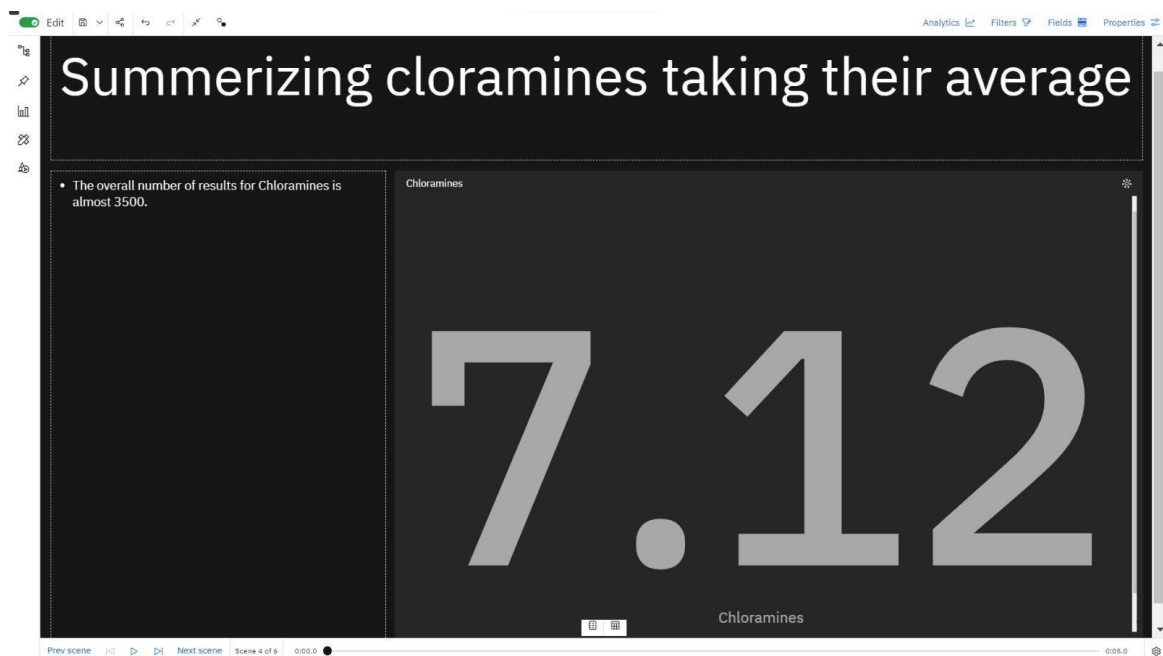 Edit
Analytics Filters Fields Properties
Summerizing cloramines taking their average
• The overall number of results for Chloramines is
almost 3500.
Chloramines
7.12
Chloramines
Prev scene Next scene Scene 4 of 6 0:00.0 0:05.0